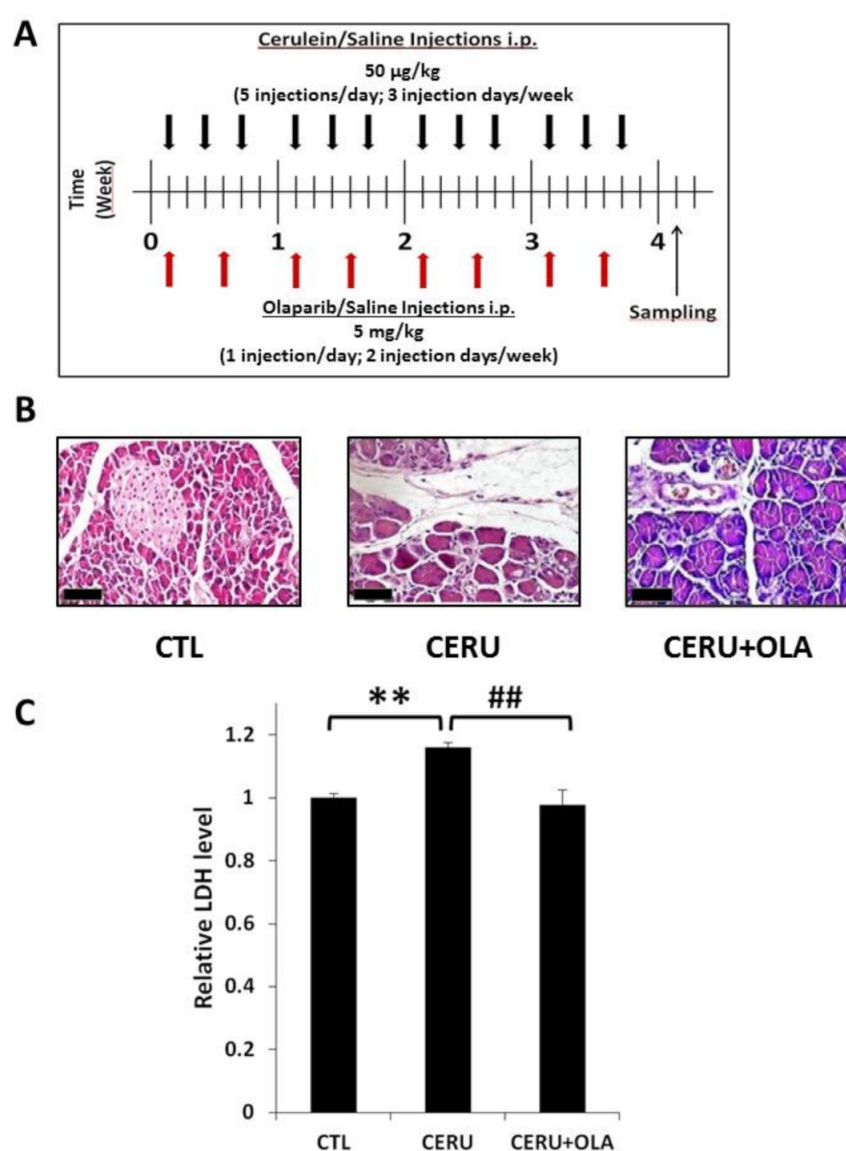 A
Cerulein/Saline Injections i.p.
50 µg/kg
(5 injections/day; 3 injection days/week
Time
(Week)
0 1 2 3 4
Olaparib/Saline Injections i.p.
5 mg/kg
(1 injection/day; 2 injection days/week)
Sampling
B
CTL CERU CERU+OLA
C
** ##
Relative LDH level
1.2
1
0.8
0.6
0.4
0.2
0
CTL CERU CERU+OLA